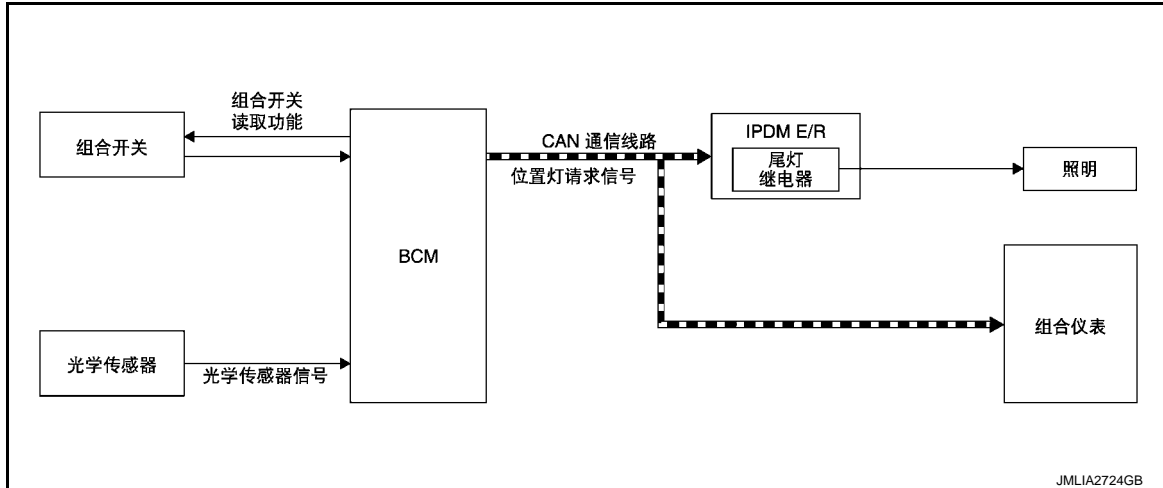 组合开关
读取功能
组合开关
CAN 通信线路
位置灯请求信号
IPDM E/R
尾灯
继电器
照明
BCM
组合仪表
光学传感器
光学传感器信号
JMLIA2724GB